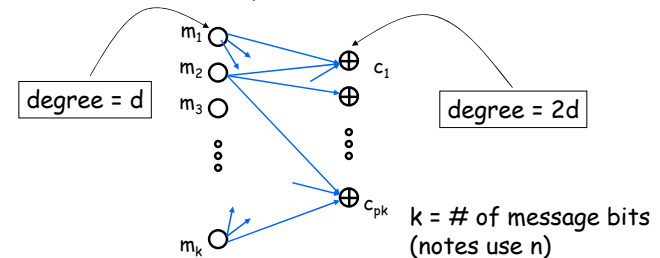 m₁
m₂
c₁
degree = d
m₃
degree = 2d
cₚₖ
k = # of message bits
(notes use n)
mₖ